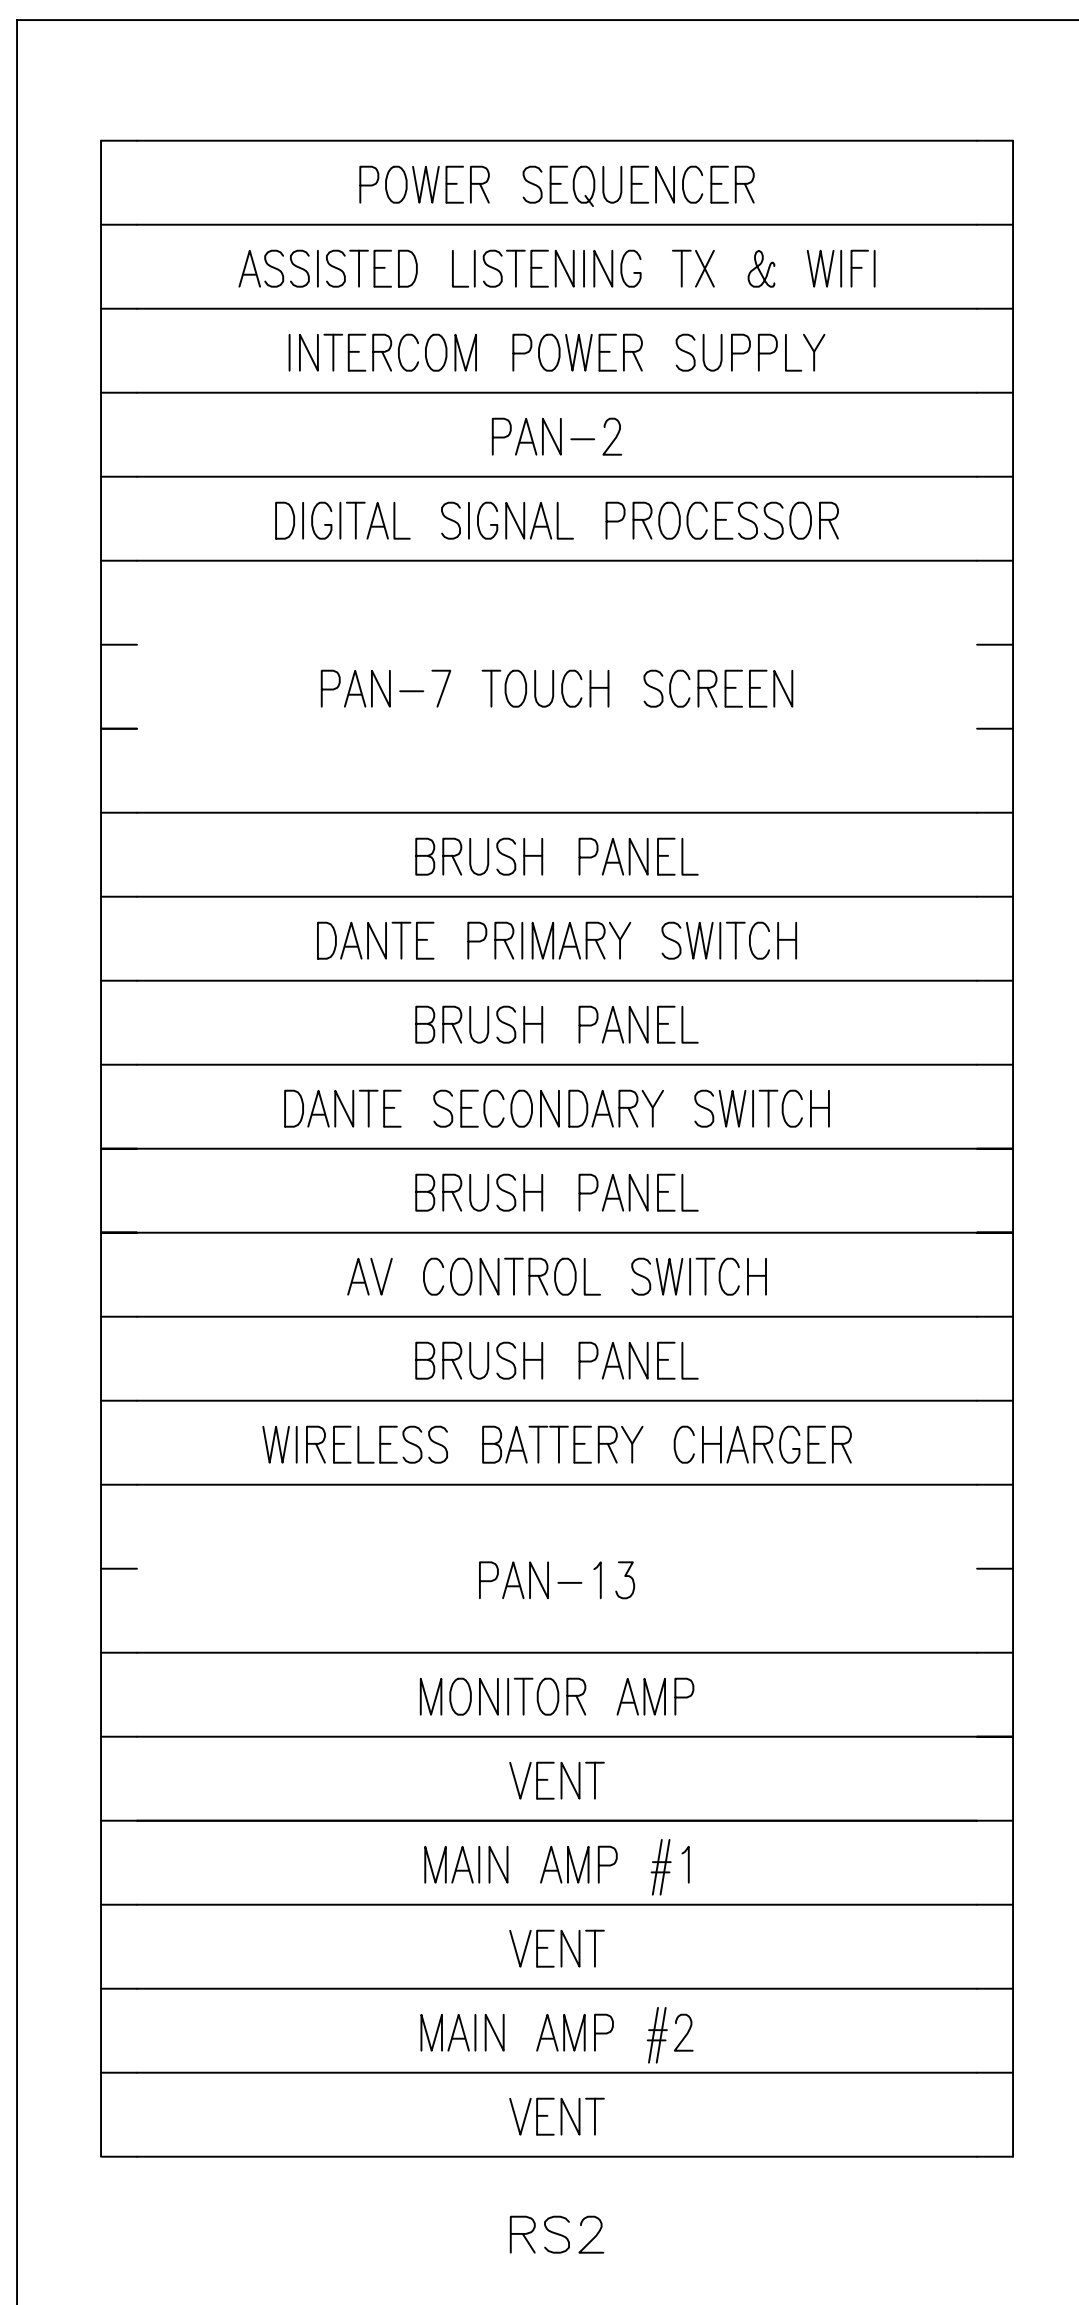 POWER SEQUENCER
ASSISTED LISTENING TX & WIFI
INTERCOM POWER SUPPLY
PAN-2
DIGITAL SIGNAL PROCESSOR
PAN-7 TOUCH SCREEN
BRUSH PANEL
DANTE PRIMARY SWITCH
BRUSH PANEL
DANTE SECONDARY SWITCH
BRUSH PANEL
AV CONTROL SWITCH
BRUSH PANEL
WIRELESS BATTERY CHARGER
PAN-13
MONITOR AMP
VENT
MAIN AMP #1
VENT
MAIN AMP #2
VENT
RS2